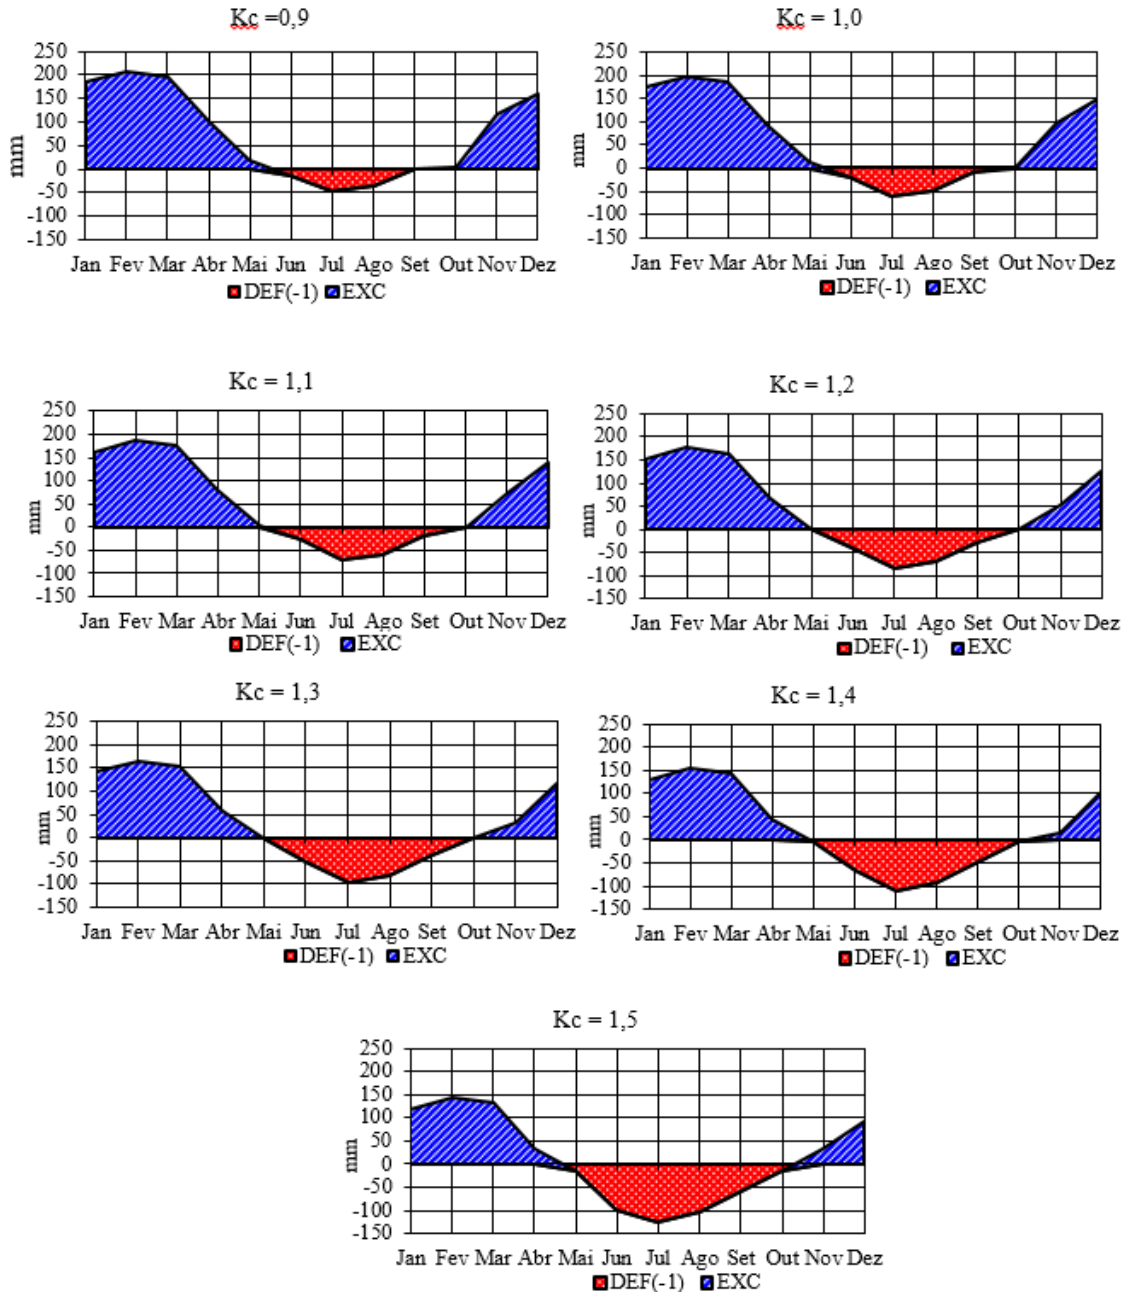 Kc =0,9
250
200
150
100
50
0
-50
-100
-150
mm
Jan Fev Mar Abr Mai Jun Jul Ago Set Out Nov Dez
DEF(-1) EXC
Kc = 1,0
250
200
150
100
50
0
-50
-100
-150
mm
Jan Fev Mar Abr Mai Jun Jul Ago Set Out Nov Dez
DEF(-1) EXC
Kc = 1,1
250
200
150
100
50
0
-50
-100
-150
mm
Jan Fev Mar Abr Mai Jun Jul Ago Set Out Nov Dez
DEF(-1) EXC
Kc = 1,2
250
200
150
100
50
0
-50
-100
-150
mm
Jan Fev Mar Abr Mai Jun Jul Ago Set Out Nov Dez
DEF(-1) EXC
Kc = 1,3
250
200
150
100
50
0
-50
-100
-150
mm
Jan Fev Mar Abr Mai Jun Jul Ago Set Out Nov Dez
DEF(-1) EXC
Kc = 1,4
250
200
150
100
50
0
-50
-100
-150
mm
Jan Fev Mar Abr Mai Jun Jul Ago Set Out Nov Dez
DEF(-1) EXC
Kc = 1,5
250
200
150
100
50
0
-50
-100
-150
mm
Jan Fev Mar Abr Mai Jun Jul Ago Set Out Nov Dez
DEF(-1) EXC